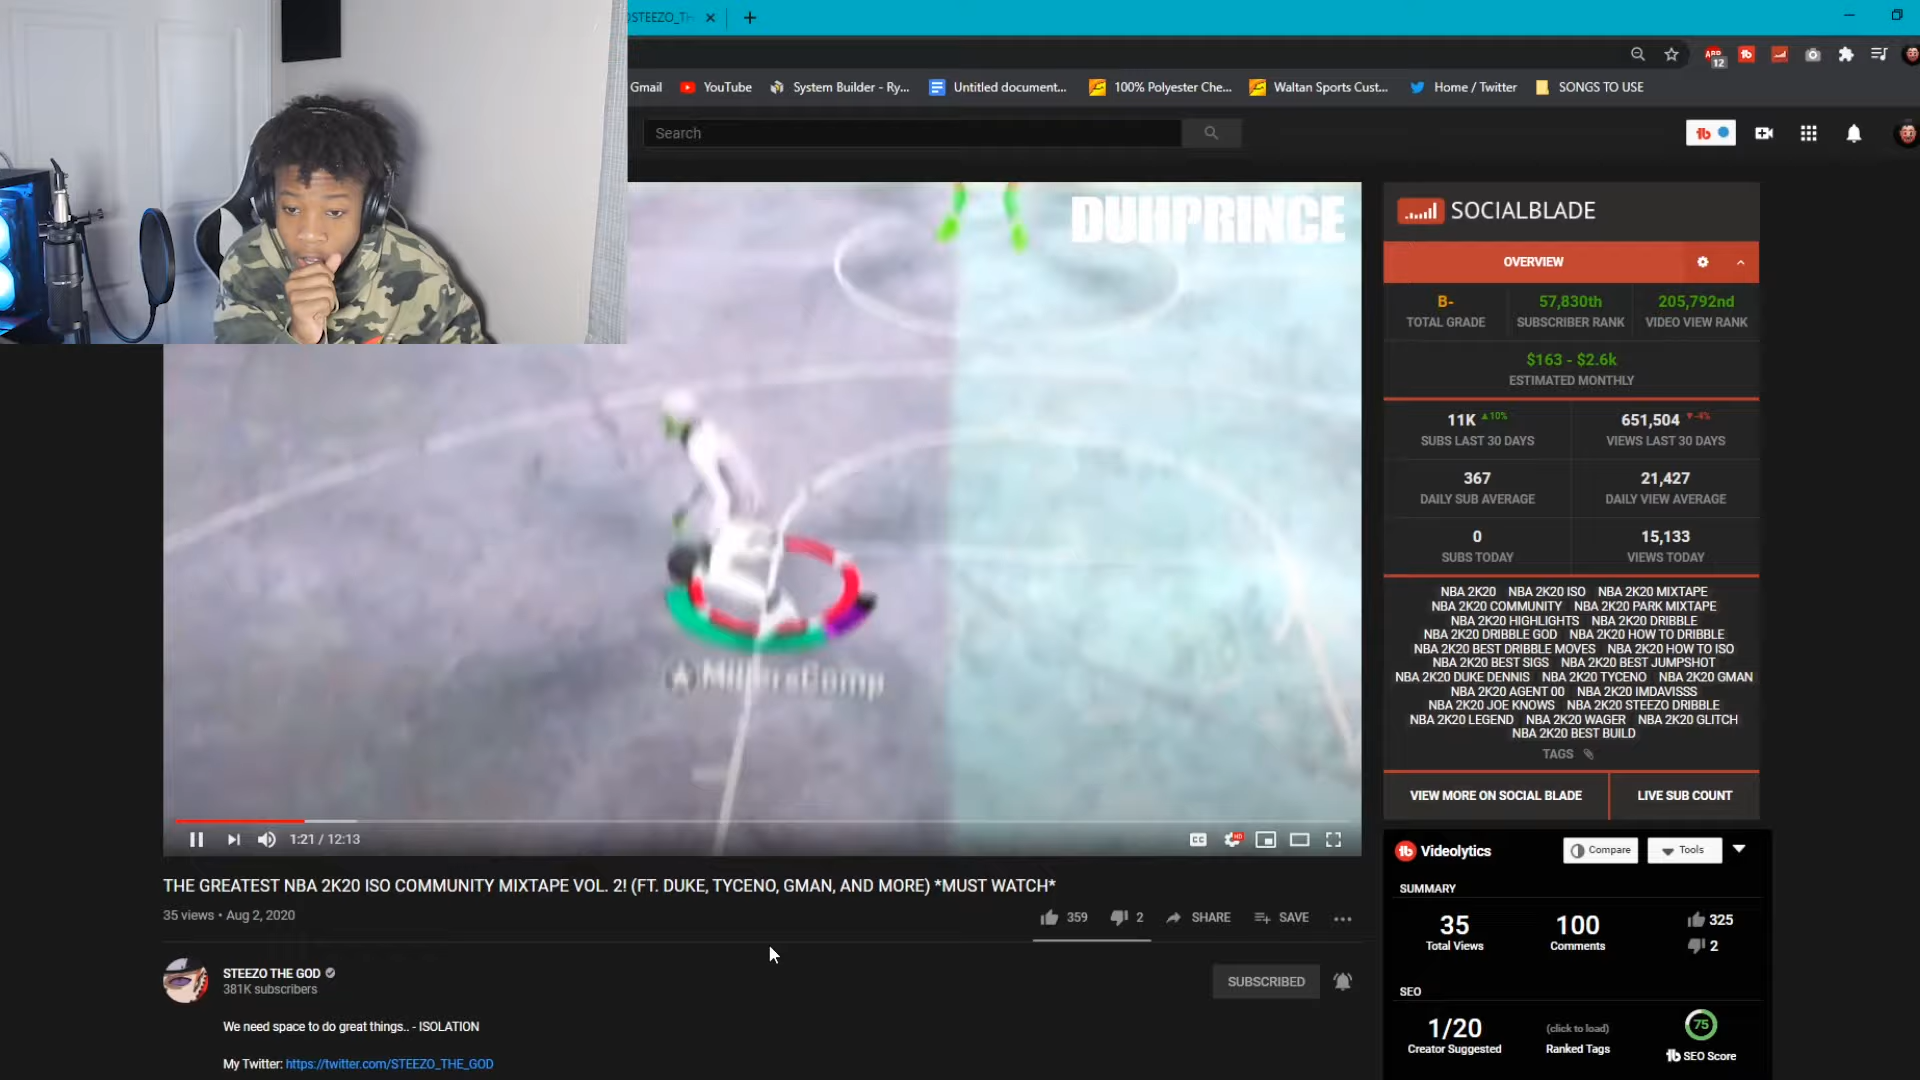 STEEZO_TH
ABP
12
Gmail
YouTube
System Builder - Ry...
Untitled document...
100% Polyester Che...
Waltan Sports Cust...
Home / Twitter
SONGS TO USE
Search
DUHPRINCE
MillersComp
1:21 / 12:13
CC
HD
THE GREATEST NBA 2K20 ISO COMMUNITY MIXTAPE VOL. 2! (FT. DUKE, TYCENO, GMAN, AND MORE) *MUST WATCH*
35 views • Aug 2, 2020
359
2
SHARE
SAVE
STEEZO THE GOD
381K subscribers
SUBSCRIBED
We need space to do great things.. - ISOLATION
My Twitter: https://twitter.com/STEEZO_THE_GOD
SOCIALBLADE
OVERVIEW
B-
TOTAL GRADE
57,830th
SUBSCRIBER RANK
205,792nd
VIDEO VIEW RANK
$163 - $2.6k
ESTIMATED MONTHLY
11K ▲10%
SUBS LAST 30 DAYS
651,504 ▼-4%
VIEWS LAST 30 DAYS
367
DAILY SUB AVERAGE
21,427
DAILY VIEW AVERAGE
0
SUBS TODAY
15,133
VIEWS TODAY
NBA 2K20 NBA 2K20 ISO NBA 2K20 MIXTAPE
NBA 2K20 COMMUNITY NBA 2K20 PARK MIXTAPE
NBA 2K20 HIGHLIGHTS NBA 2K20 DRIBBLE
NBA 2K20 DRIBBLE GOD NBA 2K20 HOW TO DRIBBLE
NBA 2K20 BEST DRIBBLE MOVES NBA 2K20 HOW TO ISO
NBA 2K20 BEST SIGS NBA 2K20 BEST JUMPSHOT
NBA 2K20 DUKE DENNIS NBA 2K20 TYCENO NBA 2K20 GMAN
NBA 2K20 AGENT 00 NBA 2K20 IMDAVISSS
NBA 2K20 JOE KNOWS NBA 2K20 STEEZO DRIBBLE
NBA 2K20 LEGEND NBA 2K20 WAGER NBA 2K20 GLITCH
NBA 2K20 BEST BUILD
TAGS
VIEW MORE ON SOCIAL BLADE
LIVE SUB COUNT
Videolytics
Compare
Tools
SUMMARY
35
Total Views
100
Comments
325
2
SEO
1/20
Creator Suggested
(click to load)
Ranked Tags
75
SEO Score